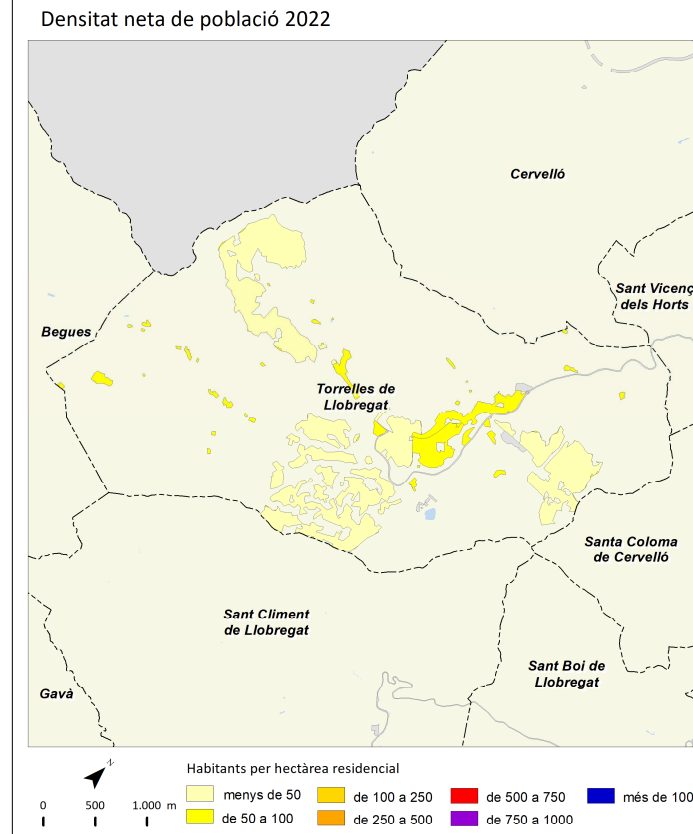 Densitat neta de població 2022
Cervelló
Sant Vicenç
dels Horts
Begues
Torrelles de
Llobregat
Santa Coloma
de Cervelló
Sant Climent
de Llobregat
Sant Boi de
Llobregat
Gavà
N
Habitants per hectàrea residencial
0 500 1.000 m
menys de 50
de 50 a 100
de 100 a 250
de 250 a 500
de 500 a 750
de 750 a 1000
més de 100